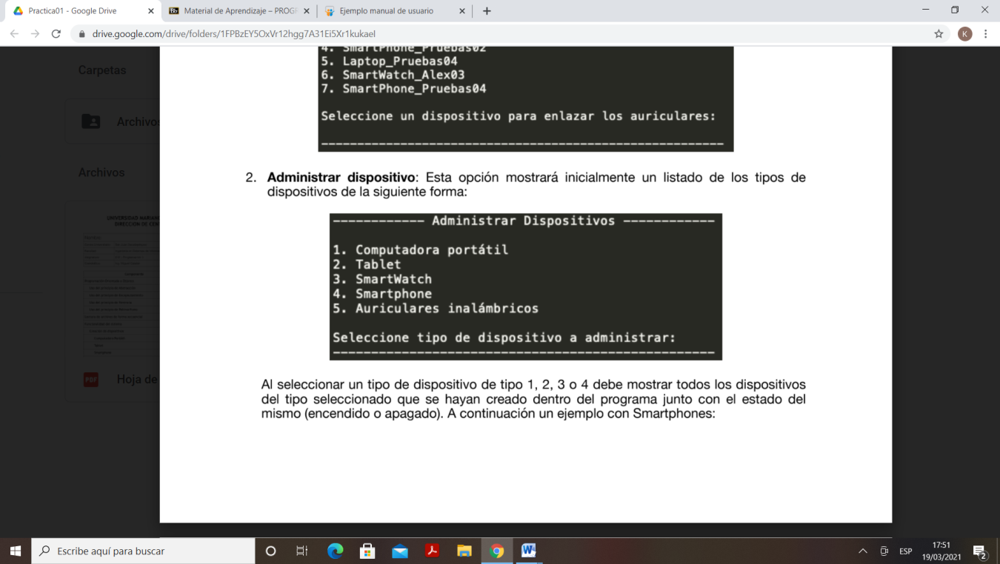 Practica01 - Google Drive
Material de Aprendizaje – PROGR
Ejemplo manual de usuario
drive.google.com/drive/folders/1FPBzEY5OxVr12hgg7A31Ei5Xr1kukaeI
K
Carpetas
Archivos
Archivos
UNIVERSIDAD MARIANO
DIRECCION DE CEN
PDF
Hoja de
4. SmartPhone_Pruebas02
5. Laptop_Pruebas04
6. SmartWatch_Alex03
7. SmartPhone_Pruebas04
Seleccione un dispositivo para enlazar los auriculares:
--------------------------------------------------------
2. Administrar dispositivo: Esta opción mostrará inicialmente un listado de los tipos de
dispositivos de la siguiente forma:
------------ Administrar Dispositivos ------------
1. Computadora portátil
2. Tablet
3. SmartWatch
4. Smartphone
5. Auriculares inalámbricos
Seleccione tipo de dispositivo a administrar:
--------------------------------------------------
Al seleccionar un tipo de dispositivo de tipo 1, 2, 3 o 4 debe mostrar todos los dispositivos
del tipo seleccionado que se hayan creado dentro del programa junto con el estado del
mismo (encendido o apagado). A continuación un ejemplo con Smartphones:
Escribe aquí para buscar
ESP
17:51
19/03/2021
2